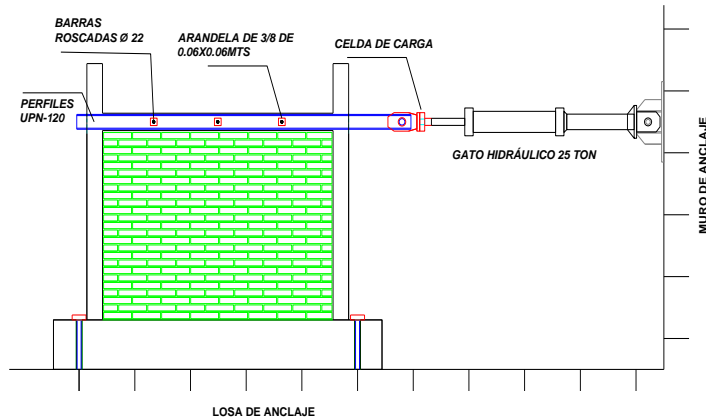 BARRAS
ROSCADAS Ø 22
ARANDELA DE 3/8 DE
0.06X0.06MTS
CELDA DE CARGA
PERFILES
UPN-120
GATO HIDRÁULICO 25 TON
MURO DE ANCLAJE
LOSA DE ANCLAJE